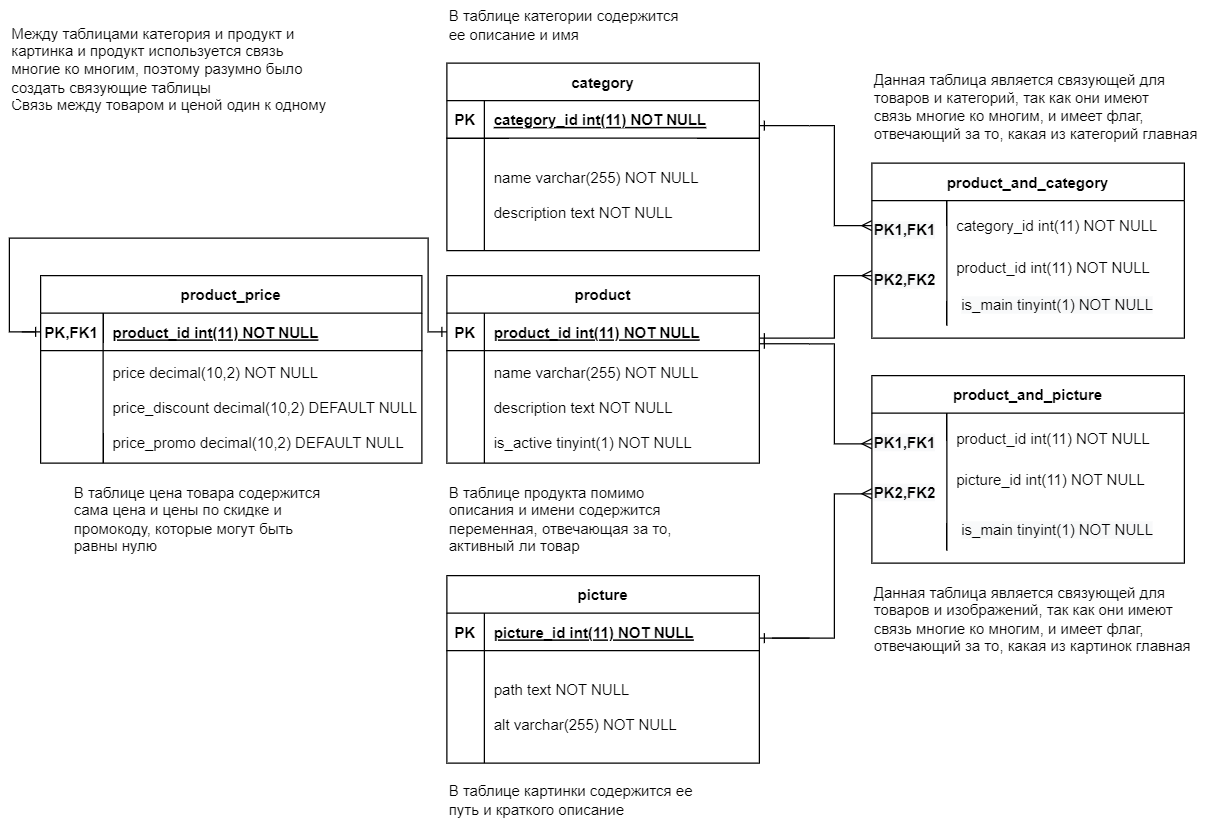 Между таблицами категория и продукт и
картинка и продукт используется связь
многие ко многим, поэтому разумно было
создать связующие таблицы
Связь между товаром и ценой один к одному
В таблице категории содержится
ее описание и имя
category
PK category_id int(11) NOT NULL
name varchar(255) NOT NULL
description text NOT NULL
Данная таблица является связующей для
товаров и категорий, так как они имеют
связь многие ко многим, и имеет флаг,
отвечающий за то, какая из категорий главная
product_and_category
PK1,FK1 category_id int(11) NOT NULL
PK2,FK2 product_id int(11) NOT NULL
is_main tinyint(1) NOT NULL
product_price
PK,FK1 product_id int(11) NOT NULL
price decimal(10,2) NOT NULL
price_discount decimal(10,2) DEFAULT NULL
price_promo decimal(10,2) DEFAULT NULL
В таблице цена товара содержится
сама цена и цены по скидке и
промокоду, которые могут быть
равны нулю
product
PK product_id int(11) NOT NULL
name varchar(255) NOT NULL
description text NOT NULL
is_active tinyint(1) NOT NULL
В таблице продукта помимо
описания и имени содержится
переменная, отвечающая за то,
активный ли товар
product_and_picture
PK1,FK1 product_id int(11) NOT NULL
PK2,FK2 picture_id int(11) NOT NULL
is_main tinyint(1) NOT NULL
Данная таблица является связующей для
товаров и изображений, так как они имеют
связь многие ко многим, и имеет флаг,
отвечающий за то, какая из картинок главная
picture
PK picture_id int(11) NOT NULL
path text NOT NULL
alt varchar(255) NOT NULL
В таблице картинки содержится ее
путь и краткого описание